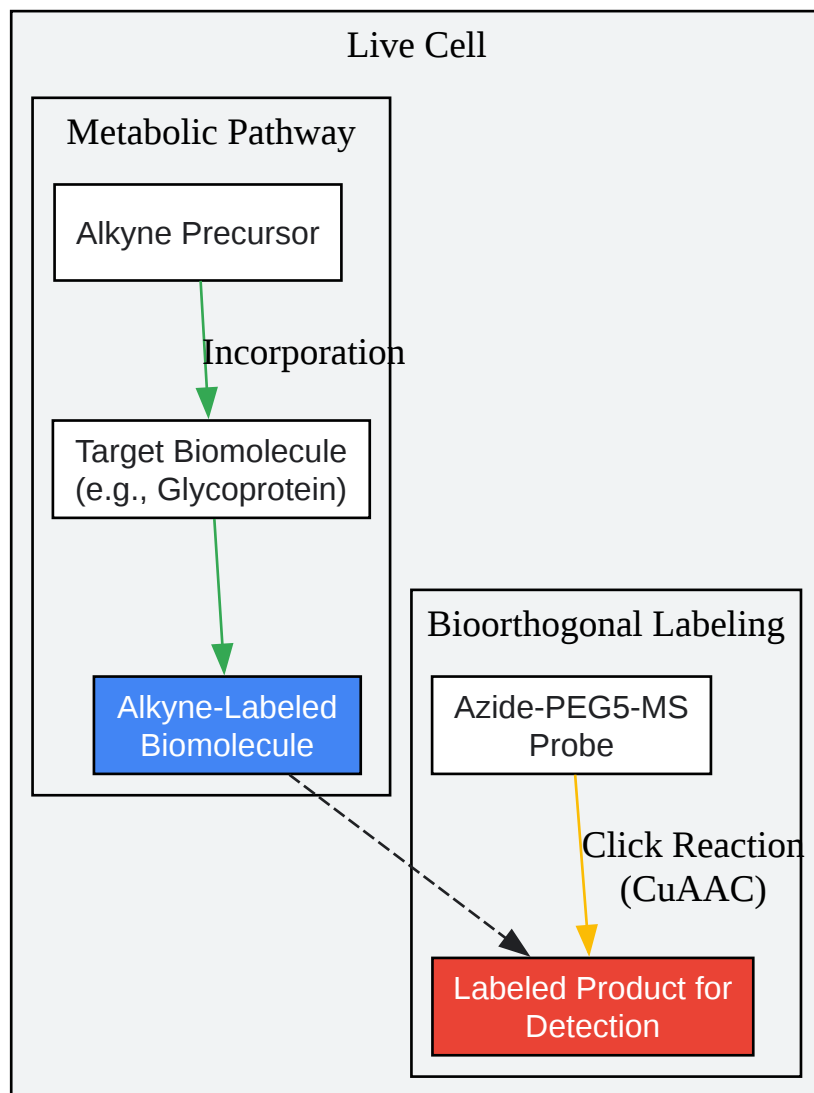 Live Cell
Metabolic Pathway
Alkyne Precursor
Incorporation
Target Biomolecule
(e.g., Glycoprotein)
Alkyne-Labeled
Biomolecule
Bioorthogonal Labeling
Azide-PEG5-MS
Probe
Click Reaction
(CuAAC)
Labeled Product for
Detection